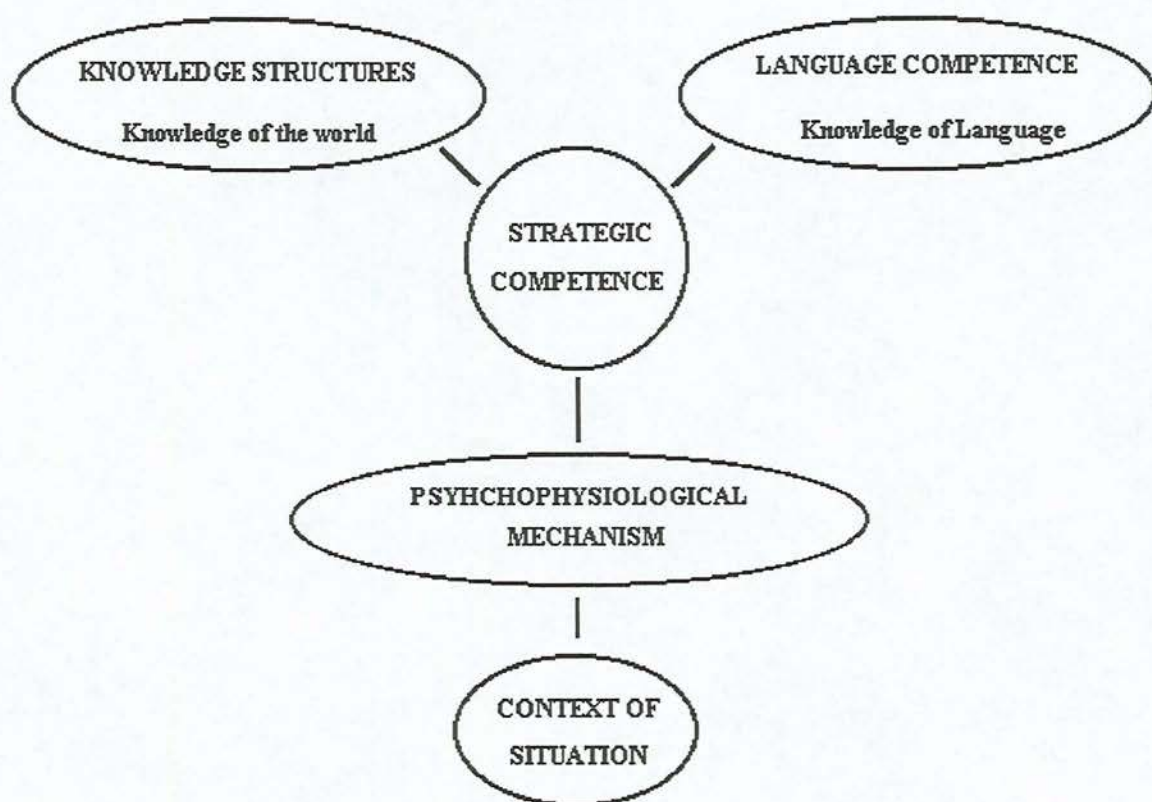 KNOWLEDGE STRUCTURES
Knowledge of the world
LANGUAGE COMPETENCE
Knowledge of Language
STRATEGIC
COMPETENCE
PSYHCHOPHYSIOLOGICAL
MECHANISM
CONTEXT OF
SITUATION